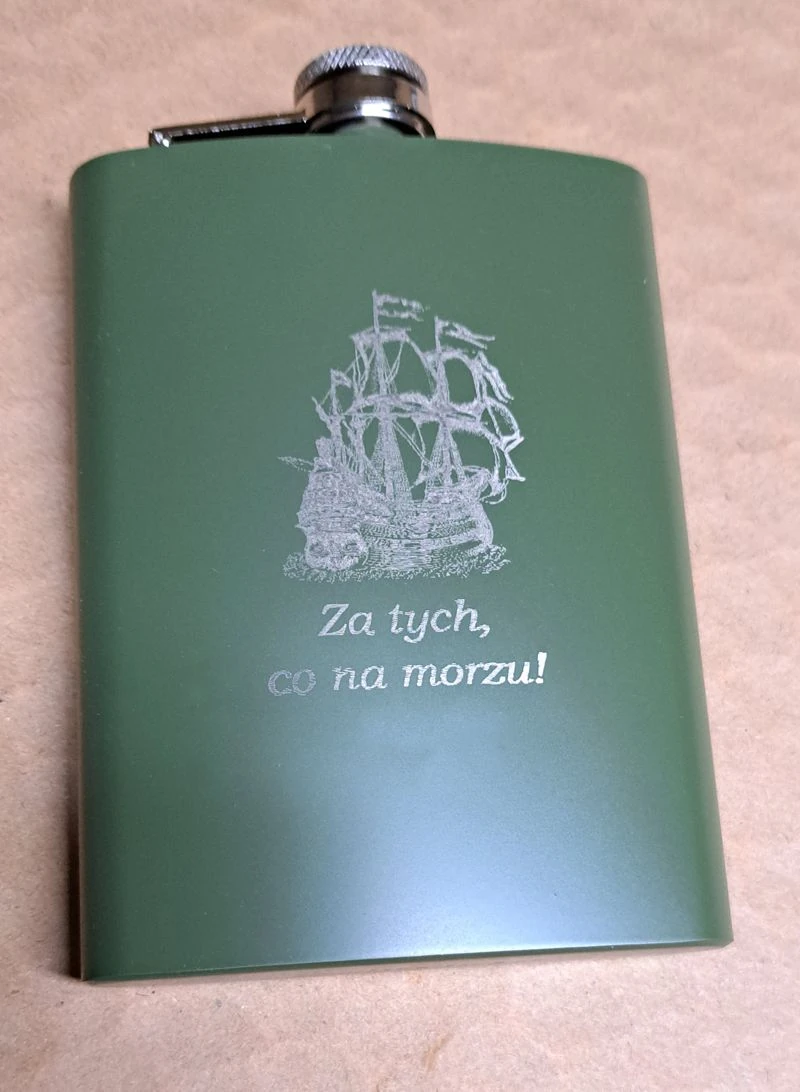 Za tych,
co na morzu!